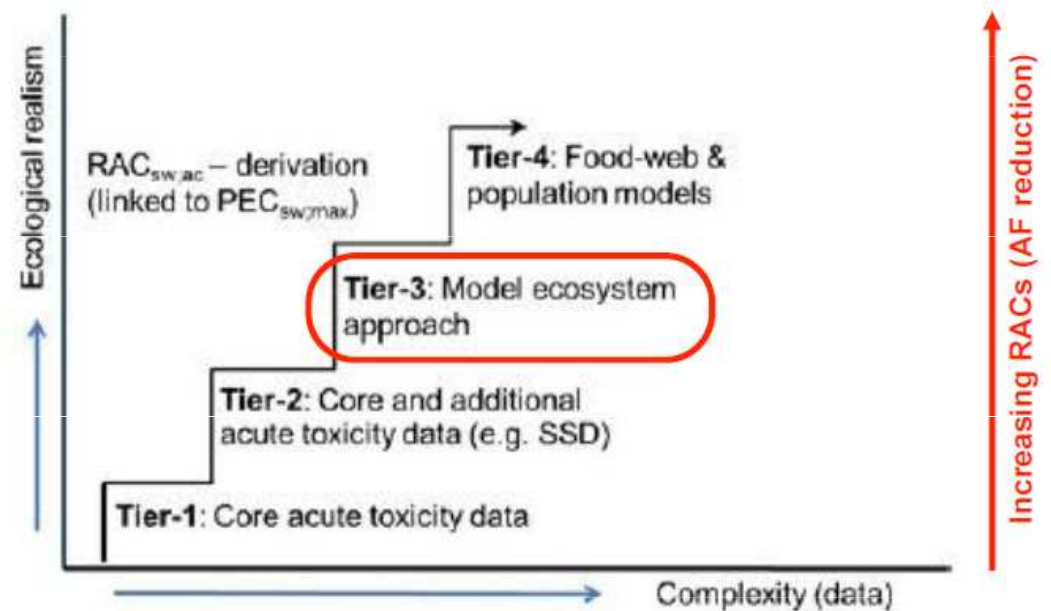 Ecological realism
RACsw;ac – derivation
(linked to PECsw;max)
Tier-4: Food-web &
population models
Tier-3: Model ecosystem
approach
Tier-2: Core and additional
acute toxicity data (e.g. SSD)
Tier-1: Core acute toxicity data
Complexity (data)
Increasing RACs (AF reduction)